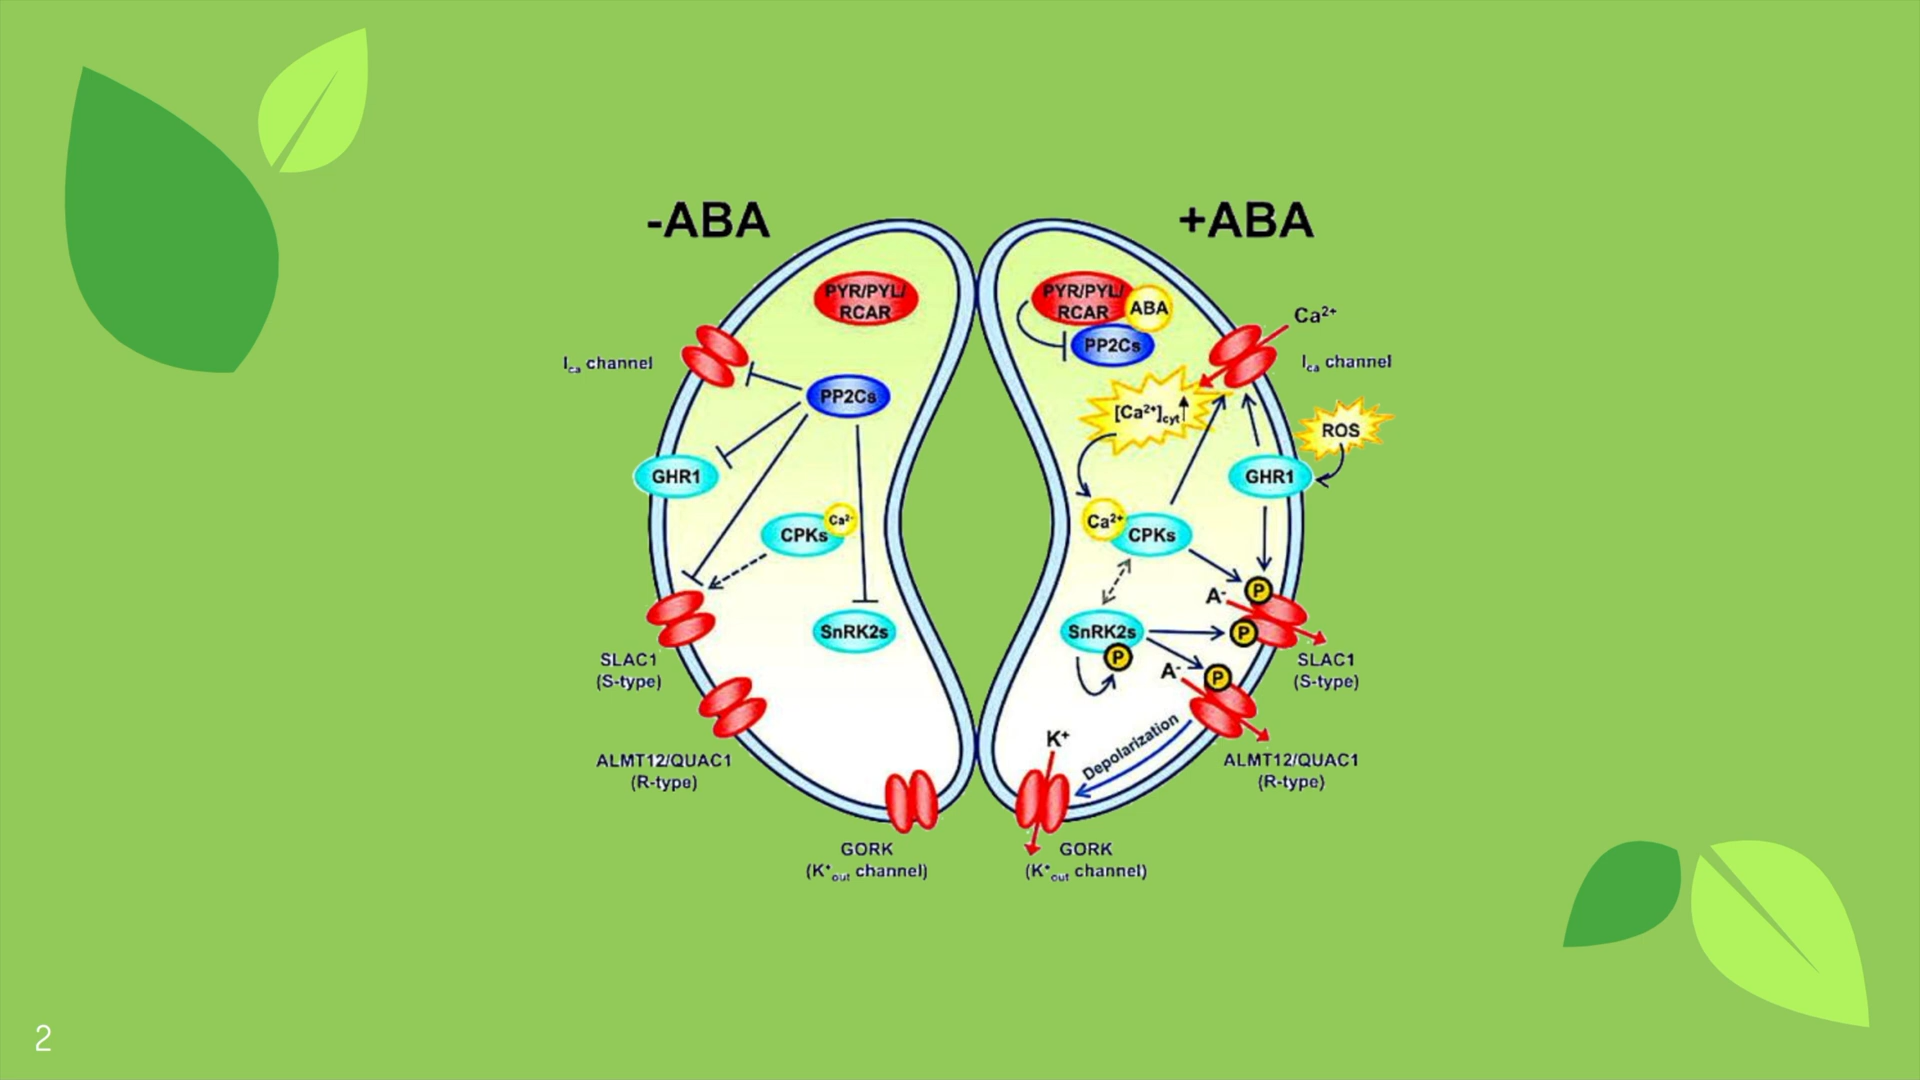 -ABA
+ABA
PYR/PYL/
RCAR
PYR/PYL/
RCAR
ABA
PP2Cs
Ca²⁺
I_ca channel
I_ca channel
PP2Cs
[Ca²⁺]cyt
ROS
GHR1
GHR1
CPKs
Ca²⁺
Ca²⁺
CPKs
P
A⁻
SnRK2s
SnRK2s
P
P
A⁻
P
SLAC1
(S-type)
SLAC1
(S-type)
K⁺
Depolarization
ALMT12/QUAC1
(R-type)
ALMT12/QUAC1
(R-type)
GORK
(K⁺out channel)
GORK
(K⁺out channel)
2